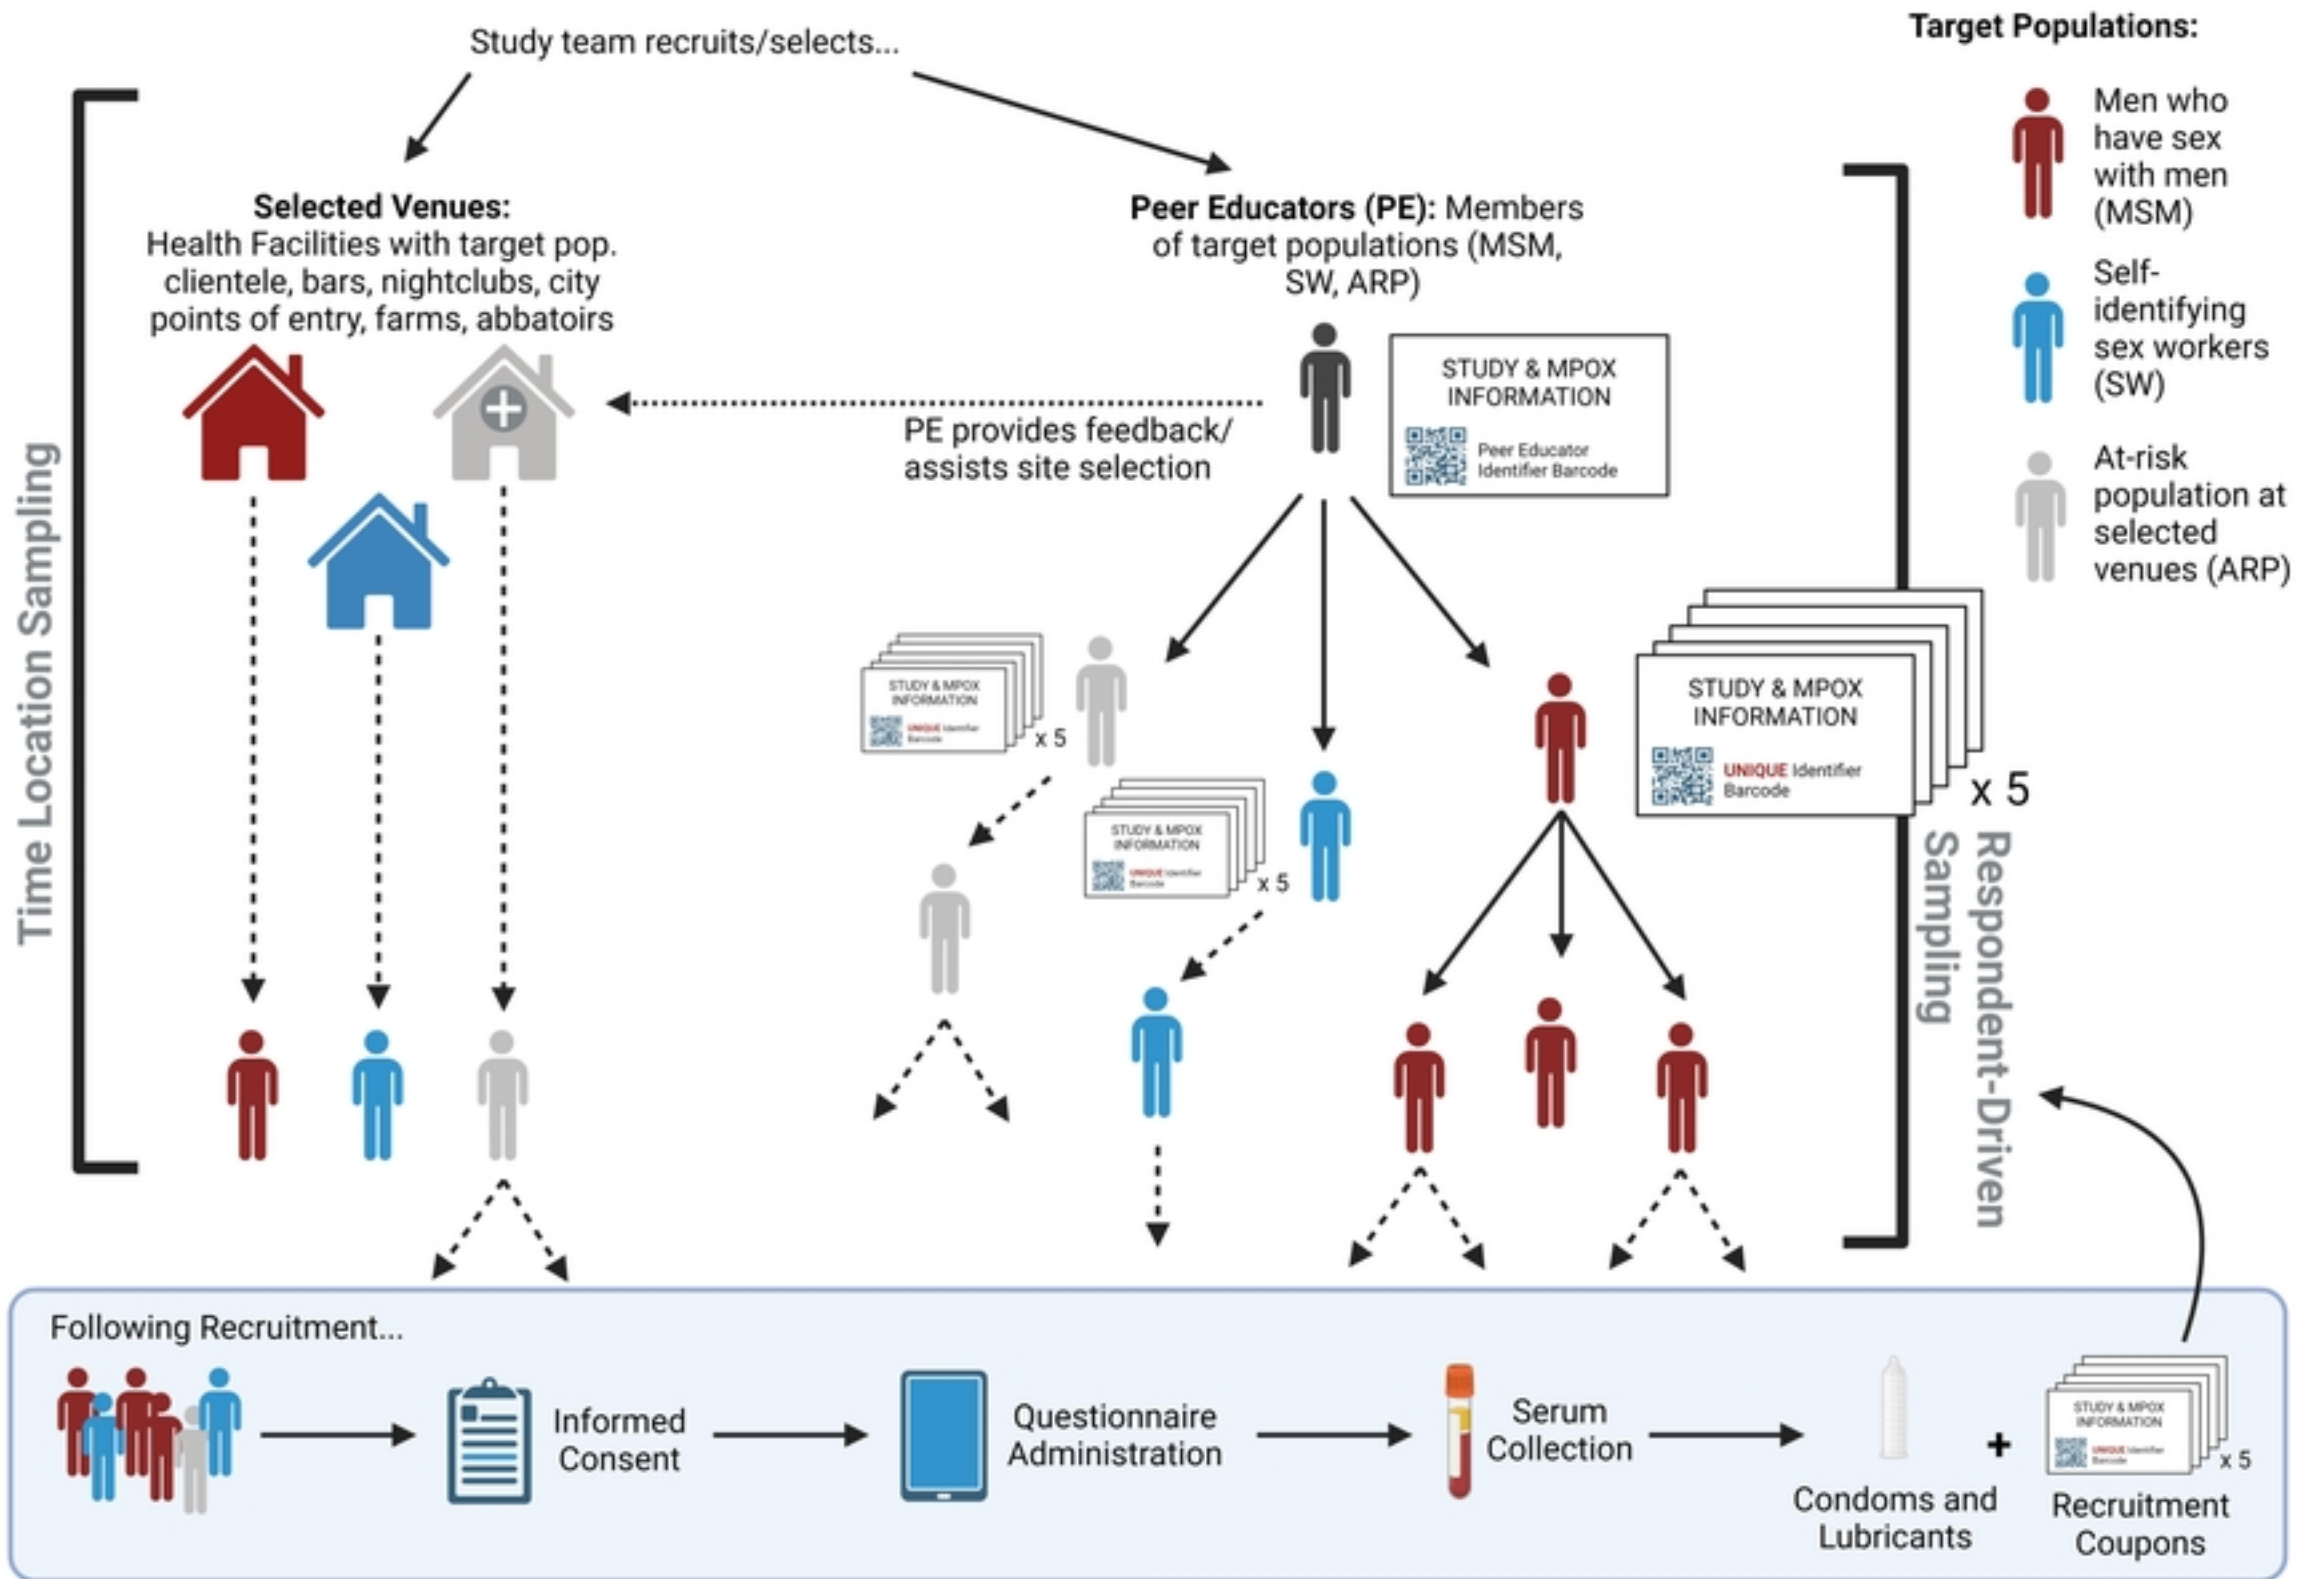 Study team recruits/selects...
Target Populations:
Men who
have sex
with men
(MSM)
Self-
identifying
sex workers
(SW)
At-risk
population at
selected
venues (ARP)
Time Location Sampling
Selected Venues:
Health Facilities with target pop.
clientele, bars, nightclubs, city
points of entry, farms, abbatoirs
Peer Educators (PE): Members
of target populations (MSM,
SW, ARP)
STUDY & MPOX
INFORMATION
Peer Educator
Identifier Barcode
PE provides feedback/
assists site selection
STUDY & MPOX
INFORMATION
UNIQUE Identifier
Barcode
x 5
STUDY & MPOX
INFORMATION
UNIQUE Identifier
Barcode
x 5
STUDY & MPOX
INFORMATION
UNIQUE Identifier
Barcode
x 5
Respondent-Driven
Sampling
Following Recruitment...
Informed
Consent
Questionnaire
Administration
Serum
Collection
Condoms and
Lubricants
+
STUDY & MPOX
INFORMATION
UNIQUE Identifier
Barcode
x 5
Recruitment
Coupons